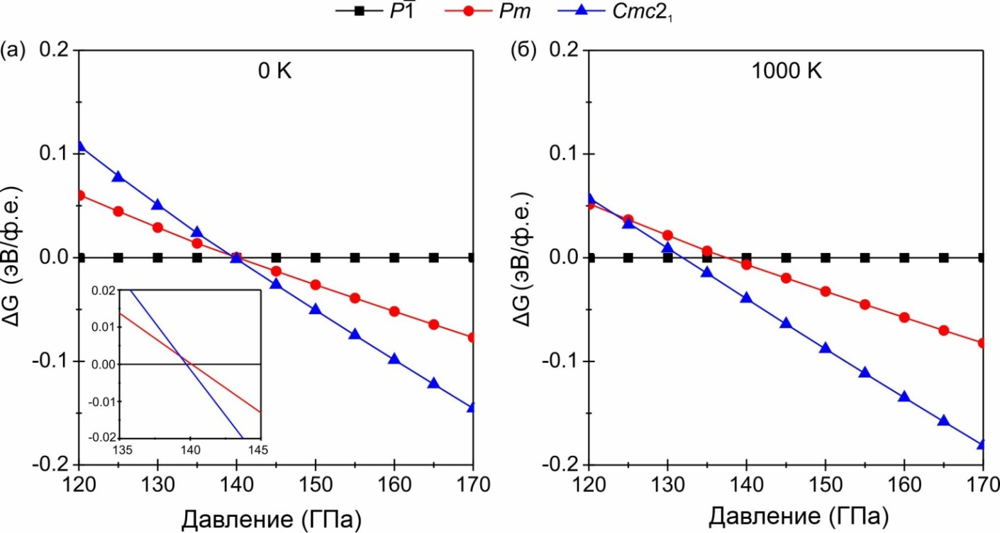 P1̅ Pm Cmc2₁
(а) (б)
0 K
1000 K
ΔG (эВ/ф.е.)
0.2
0.1
0.0
-0.1
-0.2
120 130 140 150 160 170
Давление (ГПа)
0.02
0.01
0.00
-0.01
-0.02
135 140 145
ΔG (эВ/ф.е.)
0.2
0.1
0.0
-0.1
-0.2
120 130 140 150 160 170
Давление (ГПа)